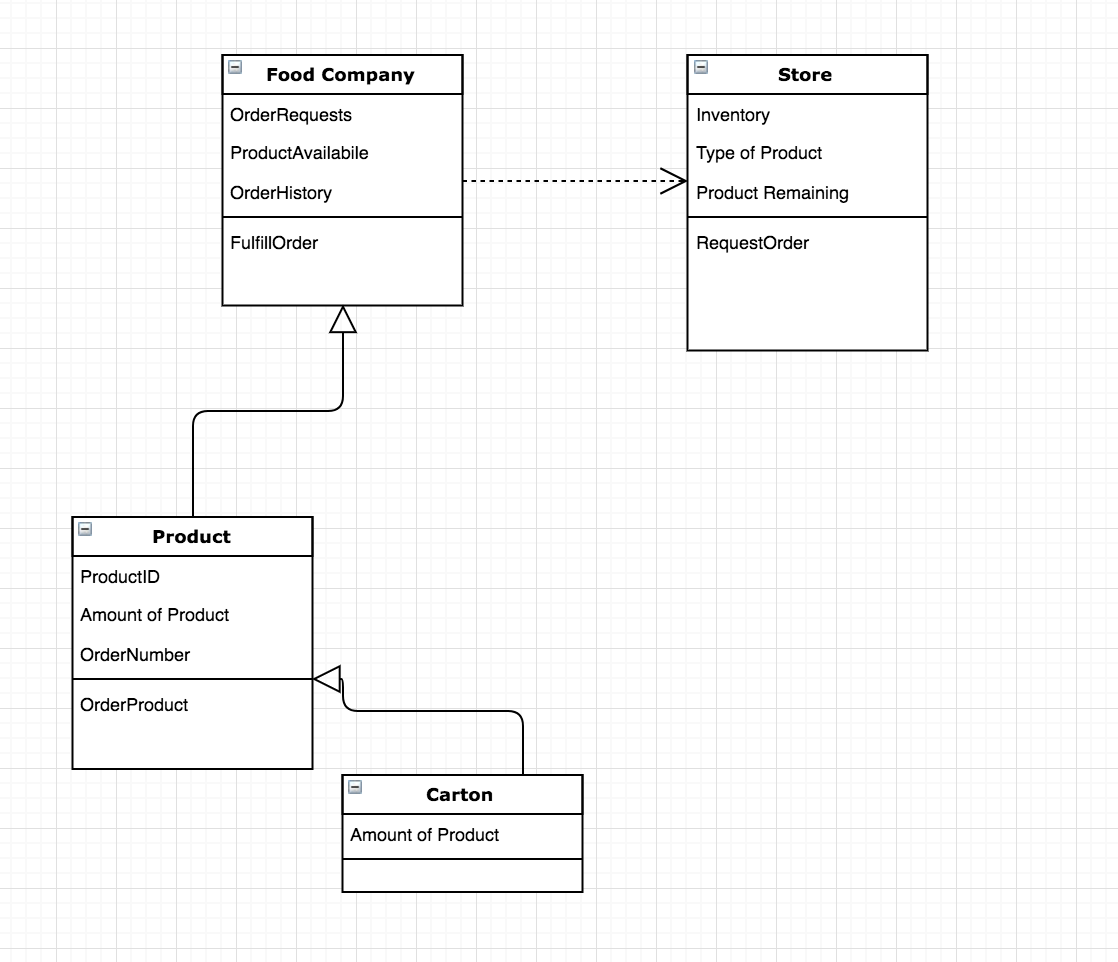 Food Company
OrderRequests
ProductAvailabile
OrderHistory
FulfillOrder
Store
Inventory
Type of Product
Product Remaining
RequestOrder
Product
ProductID
Amount of Product
OrderNumber
OrderProduct
Carton
Amount of Product